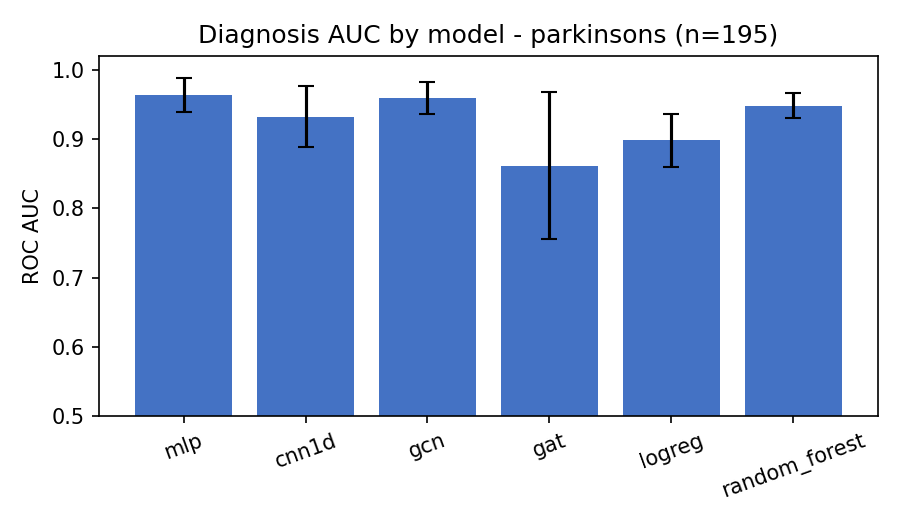 Diagnosis AUC by model - parkinsons (n=195)
ROC AUC
1.0
0.9
0.8
0.7
0.6
0.5
mlp
cnn1d
gcn
gat
logreg
random_forest